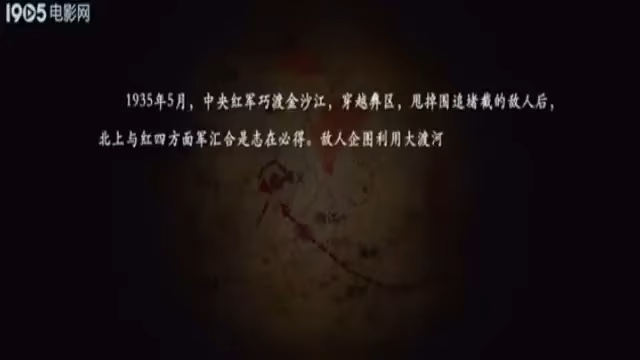 1905电影网
1935年5月，中央红军巧渡金沙江，穿越彝区，甩掉围追堵截的敌人后，
北上与红四方面军汇合是志在必得。敌人企图利用大渡河